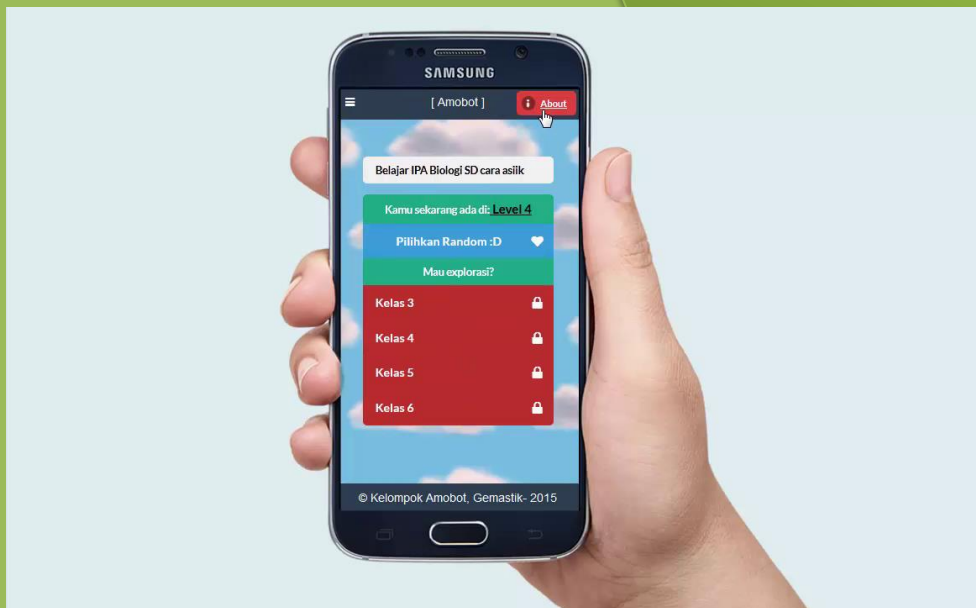 SAMSUNG
[ Amobot ]
About
Belajar IPA Biologi SD cara asiik
Kamu sekarang ada di: Level 4
Pilihkan Random :D
Mau explorasi?
Kelas 3
Kelas 4
Kelas 5
Kelas 6
© Kelompok Amobot, Gemastik- 2015